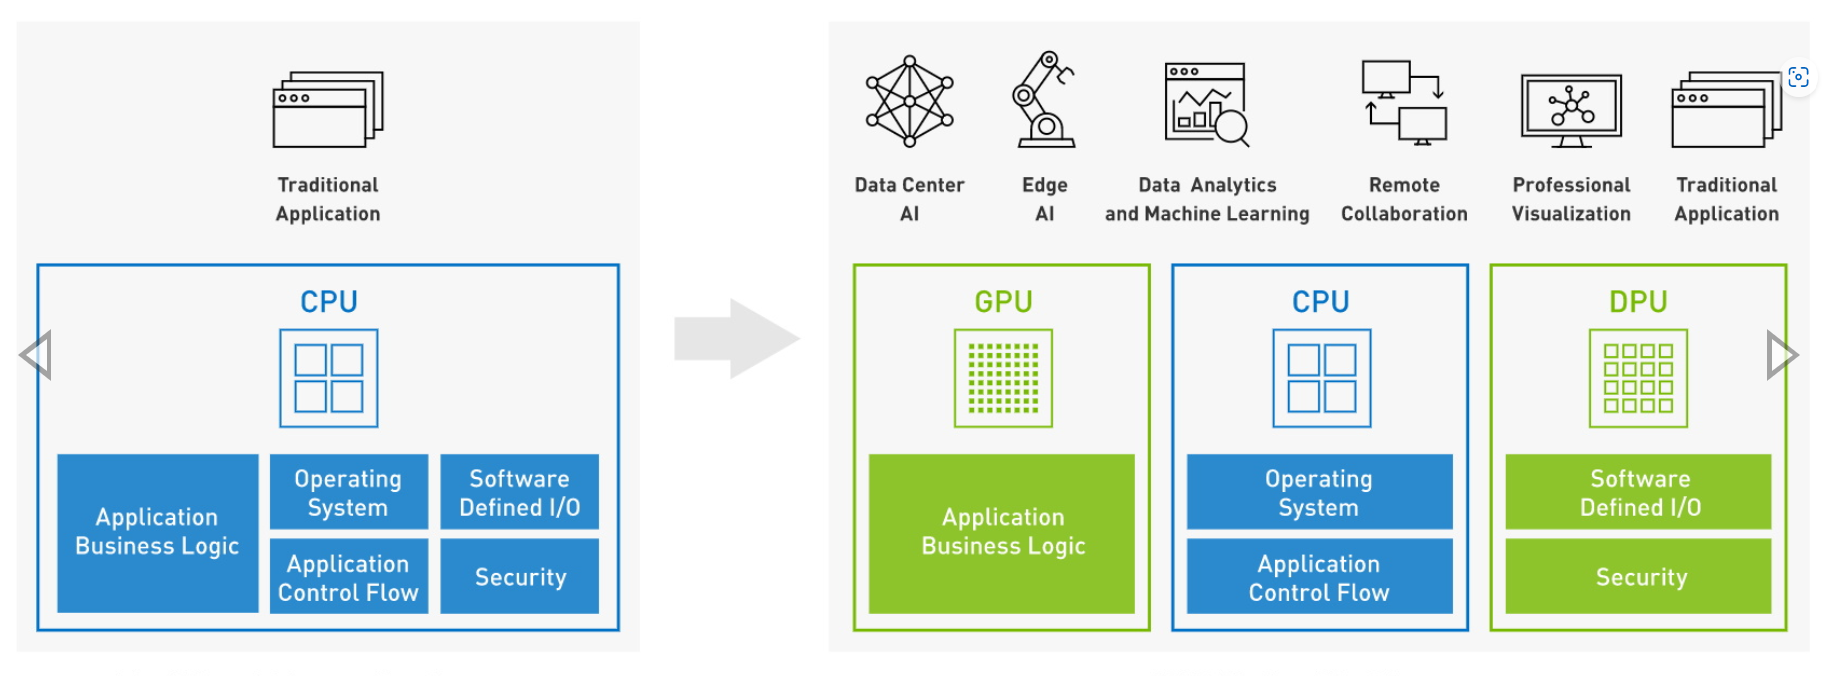 Traditional
Application
CPU
Application
Business Logic
Operating
System
Software
Defined I/O
Application
Control Flow
Security
Data Center
AI
Edge
AI
Data Analytics
and Machine Learning
Remote
Collaboration
Professional
Visualization
Traditional
Application
GPU
Application
Business Logic
CPU
Operating
System
Application
Control Flow
DPU
Software
Defined I/O
Security